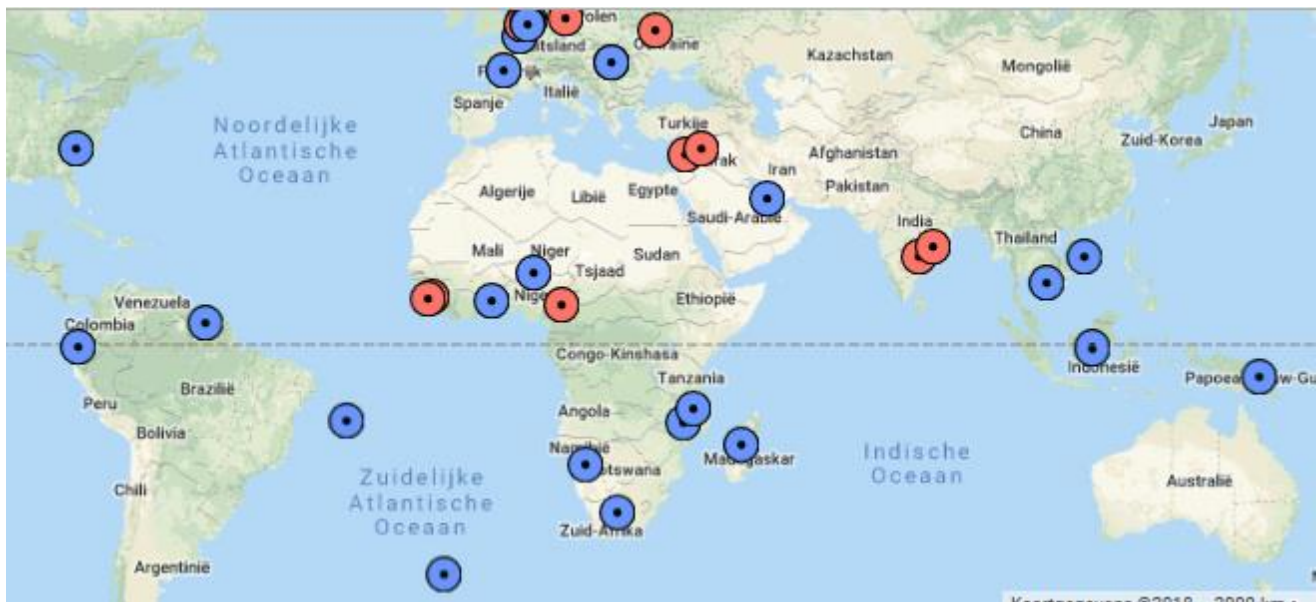 Polen
Kazachstan
Mongolië
Italië
Spanje
Turkije
Japan
China
Zuid-Korea
Noordelijke
Atlantische
Oceaan
Afghanistan
Iran
Pakistan
Algerije
Libië
Egypte
Saudi-Arabië
India
Thailand
Mali
Niger
Sudan
Tsjaad
Ethiopië
Venezuela
Colombia
Congo-Kinshasa
Indonesië
Tanzania
Brazilië
Peru
Angola
Bolivia
Namibië
Botswana
Madagaskar
Indische
Oceaan
Zuidelijke
Atlantische
Oceaan
Chili
Australië
Zuid-Afrika
Argentinië